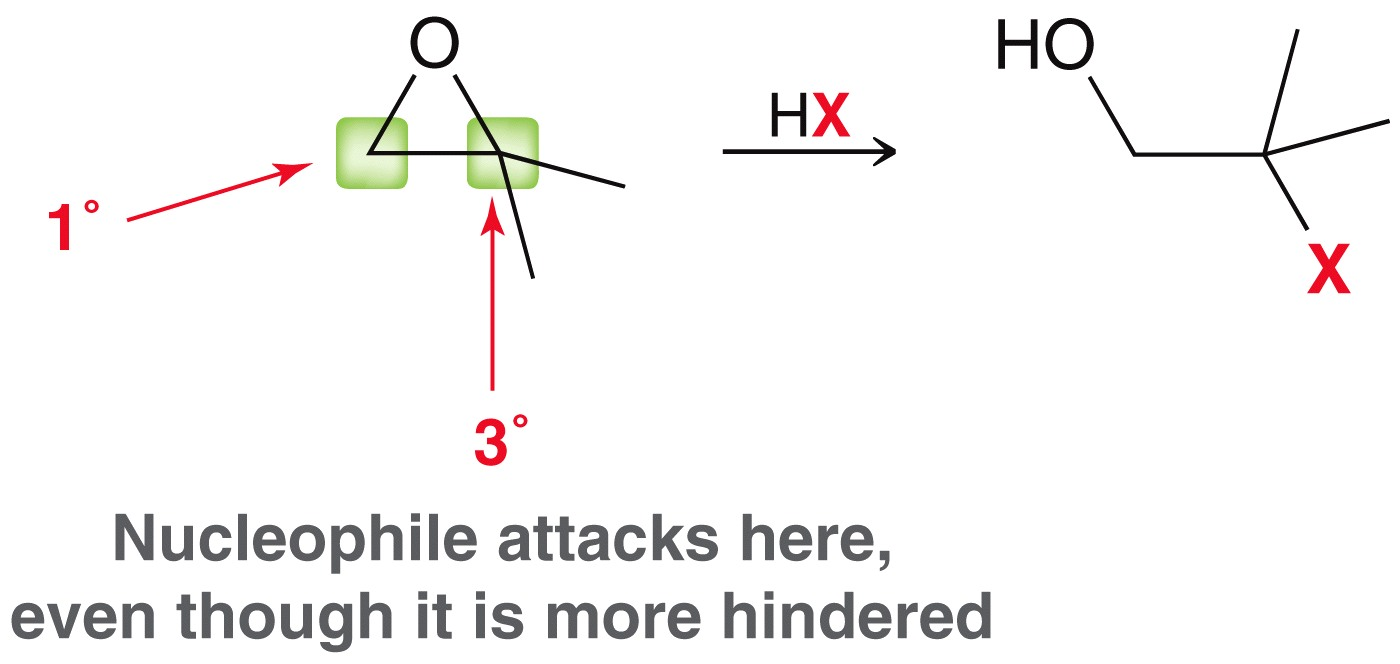 O
HO
HX
1°
X
3°
Nucleophile attacks here,
even though it is more hindered